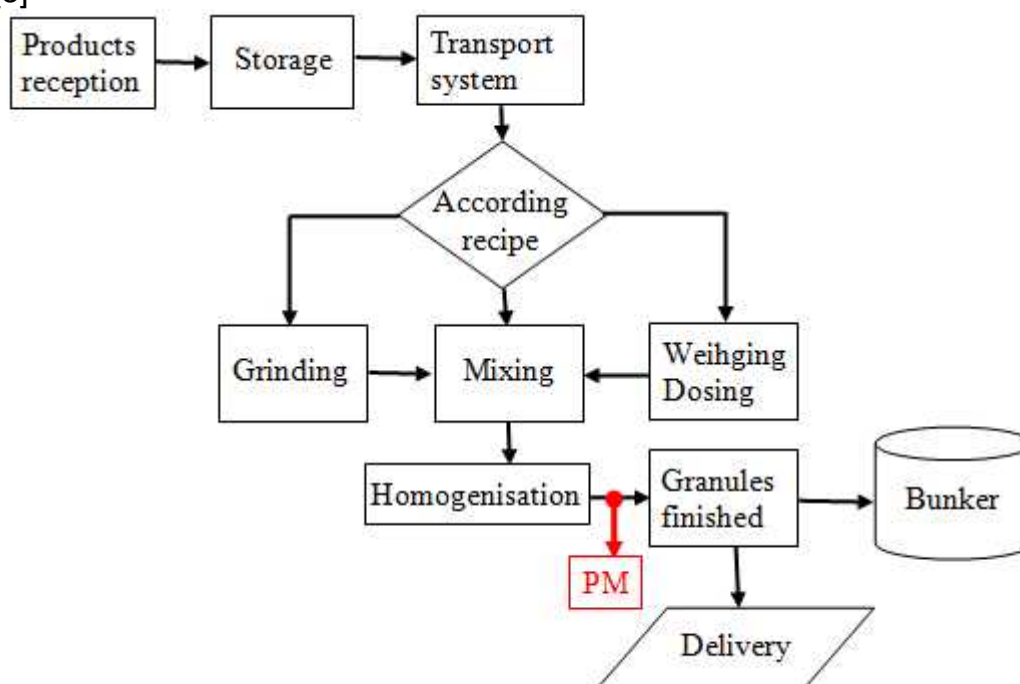 Products
reception
Storage
Transport
system
According
recipe
Grinding
Mixing
Weihging
Dosing
Homogenisation
Granules
finished
Bunker
PM
Delivery